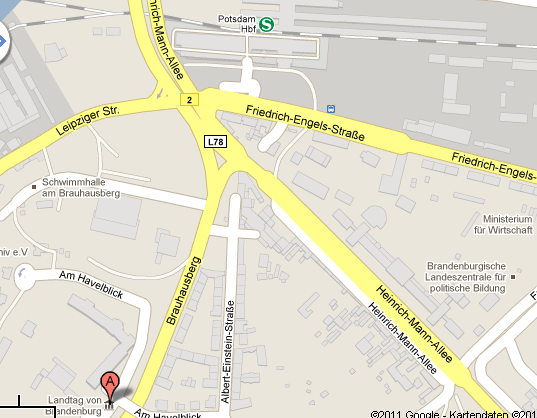 Potsdam
Hbf
S
Heinrich-Mann-Allee
2
Leipziger Str.
Friedrich-Engels-Straße
L78
Friedrich-Engels-
Schwimmhalle
am Brauhausberg
Ministerium
für Wirtschaft
hiv e.V
Am Havelblick
Brauhausberg
Brandenburgische
Landeszentrale für
politische Bildung
Albert-Einstein-Straße
Heinrich-Mann-Allee
Heinrich-Mann-Allee
A
Landtag von
Brandenburg
Am Havelblick
©2011 Google - Kartendaten ©201